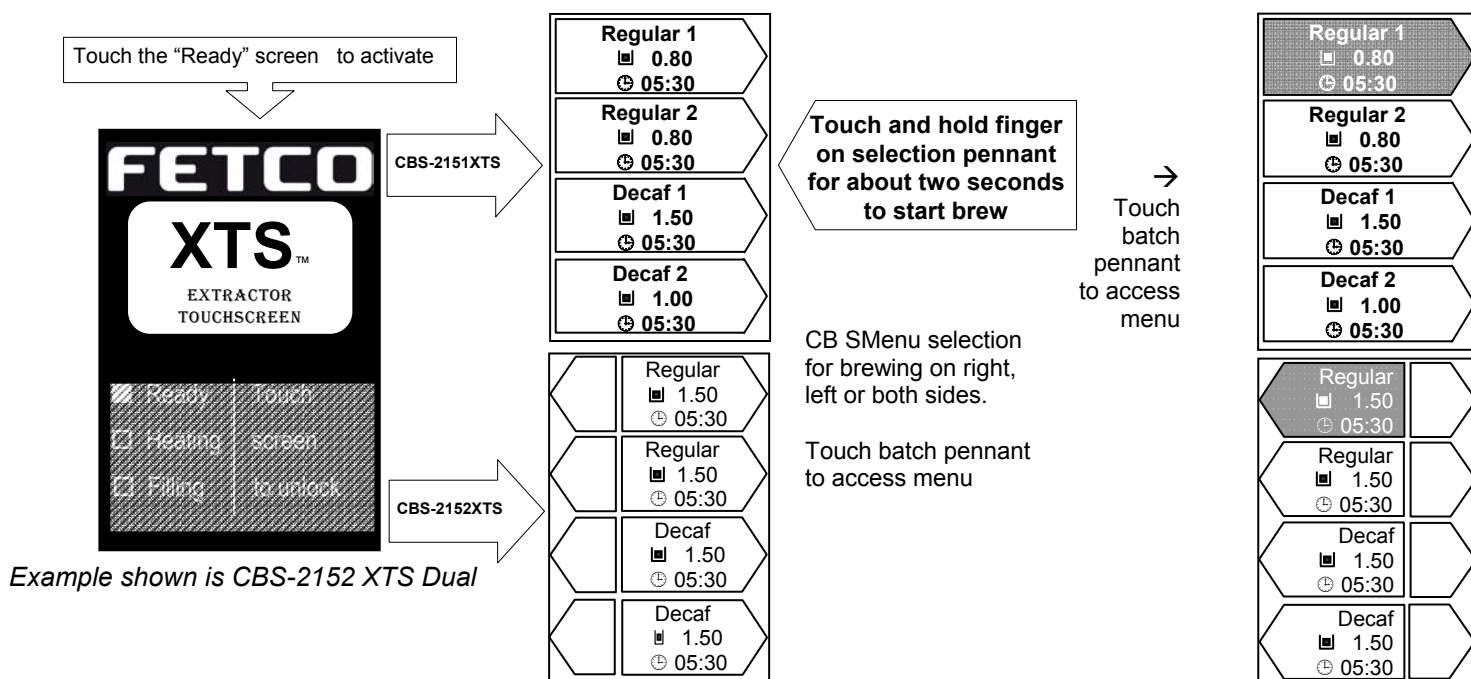 Touch the “Ready” screen to activate
FETCO
XTS™
EXTRACTOR
TOUCHSCREEN
Ready
Heating
Filling
Touch
screen
to unlock
Example shown is CBS-2152 XTS Dual
CBS-2151XTS
CBS-2152XTS
Regular 1
0.80
05:30
Regular 2
0.80
05:30
Decaf 1
1.50
05:30
Decaf 2
1.00
05:30
Regular
1.50
05:30
Regular
1.50
05:30
Decaf
1.50
05:30
Decaf
1.50
05:30
Touch and hold finger
on selection pennant
for about two seconds
to start brew
CB SMenu selection
for brewing on right,
left or both sides.
Touch batch pennant
to access menu
→
Touch
batch
pennant
to access
menu
Regular 1
0.80
05:30
Regular 2
0.80
05:30
Decaf 1
1.50
05:30
Decaf 2
1.00
05:30
Regular
1.50
05:30
Regular
1.50
05:30
Decaf
1.50
05:30
Decaf
1.50
05:30